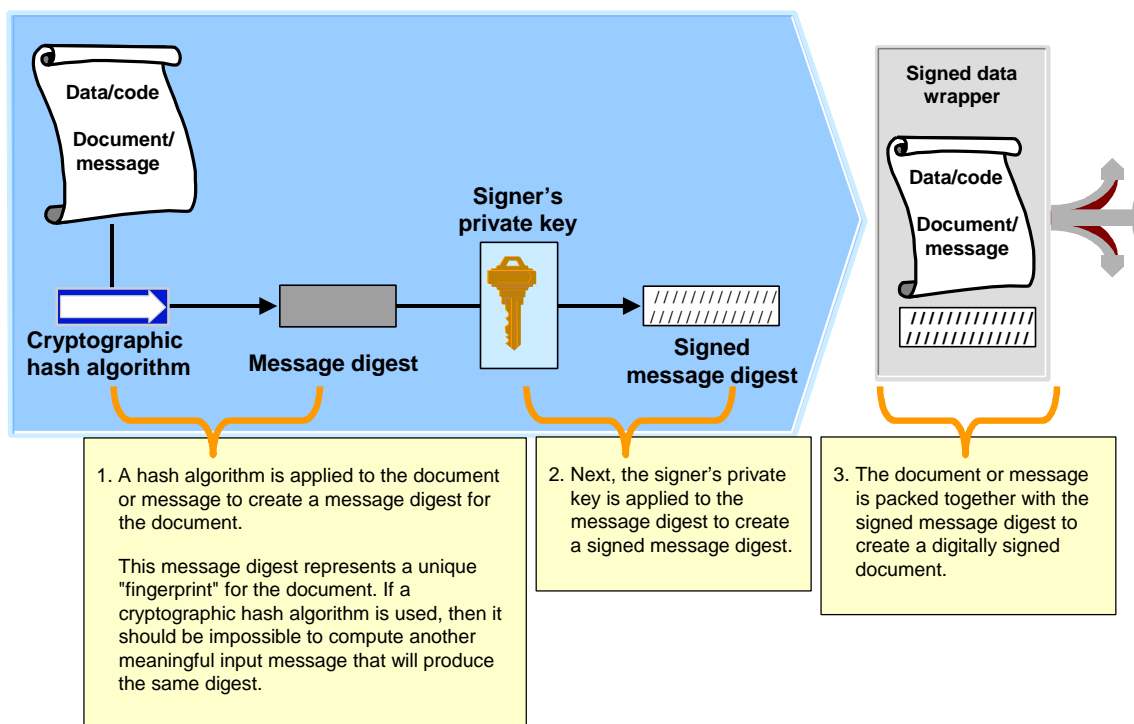 Data/code
Document/
message
Cryptographic
hash algorithm
Message digest
Signer’s
private key
Signed
message digest
Signed data
wrapper
Data/code
Document/
message
1. A hash algorithm is applied to the document
or message to create a message digest for
the document.
This message digest represents a unique
"fingerprint" for the document. If a
cryptographic hash algorithm is used, then it
should be impossible to compute another
meaningful input message that will produce
the same digest.
2. Next, the signer’s private
key is applied to the
message digest to create
a signed message digest.
3. The document or message
is packed together with the
signed message digest to
create a digitally signed
document.